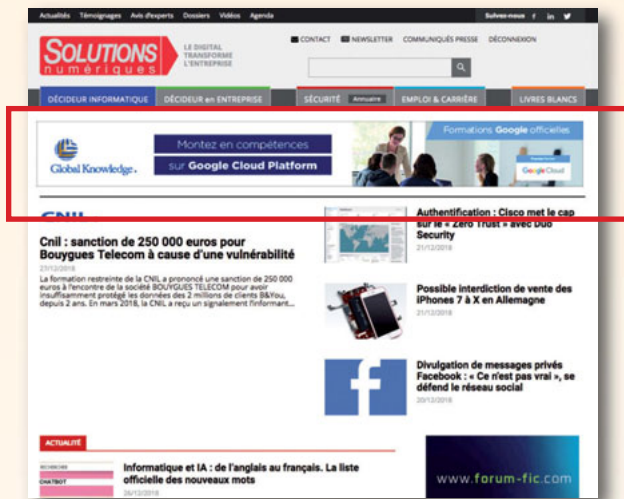 Actualités Témoignages Avis d'experts Dossiers Vidéos Agenda
Suivez-nous f in
SOLUTIONS
numériques
LE DIGITAL
TRANSFORME
L'ENTREPRISE
CONTACT NEWSLETTER COMMUNIQUÉS PRESSE DÉCONNEXION
DÉCIDEUR INFORMATIQUE DÉCIDEUR en ENTREPRISE SÉCURITÉ Annuaire EMPLOI & CARRIÈRE LIVRES BLANCS
Global Knowledge.
Montez en compétences
sur Google Cloud Platform
Formations Google officielles
Google Cloud
CNIL
Cnil : sanction de 250 000 euros pour
Bouygues Telecom à cause d'une vulnérabilité
27/12/2018
La formation restreinte de la CNIL a prononcé une sanction de 250 000
euros à l'encontre de la société BOUYGUES TELECOM pour avoir
insuffisamment protégé les données des 2 millions de clients B&You,
depuis 2 ans. En mars 2018, la CNIL a reçu un signalement l'informant...
Authentification : Cisco met le cap
sur le « Zero Trust » avec Duo
Security
21/12/2018
Possible interdiction de vente des
iPhones 7 à X en Allemagne
21/12/2018
Divulgation de messages privés
Facebook : « Ce n'est pas vrai », se
défend le réseau social
20/12/2018
ACTUALITÉ
CHATBOT
Informatique et IA : de l'anglais au français. La liste
officielle des nouveaux mots
26/12/2018
www.forum-fic.com